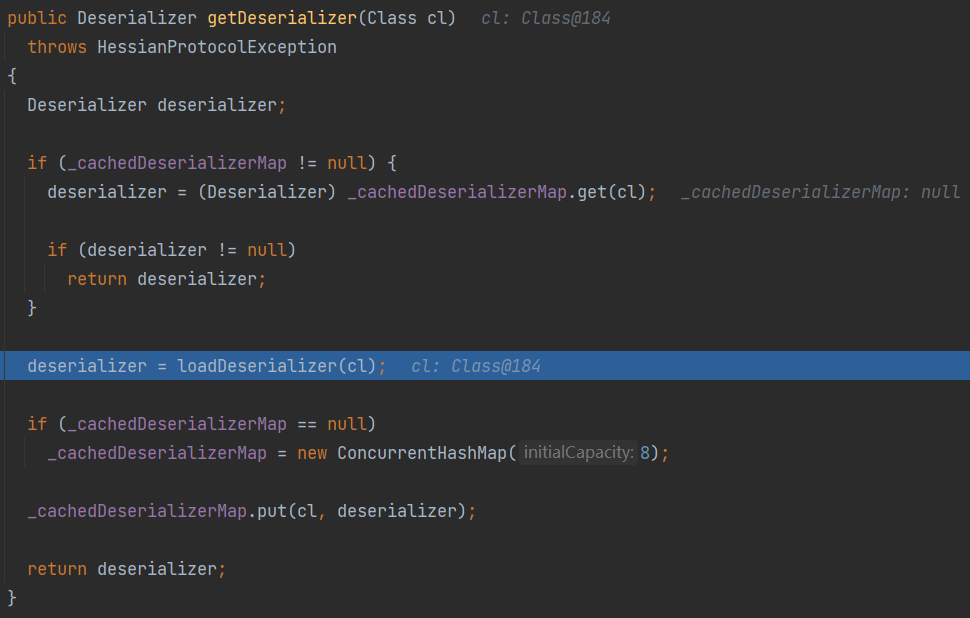 public Deserializer getDeserializer(Class cl)   cl: Class@184
  throws HessianProtocolException
{
  Deserializer deserializer;
  if (_cachedDeserializerMap != null) {
    deserializer = (Deserializer) _cachedDeserializerMap.get(cl);   _cachedDeserializerMap: null
    if (deserializer != null)
      return deserializer;
  }
  deserializer = loadDeserializer(cl);   cl: Class@184
  if (_cachedDeserializerMap == null)
    _cachedDeserializerMap = new ConcurrentHashMap( initialCapacity: 8);
  _cachedDeserializerMap.put(cl, deserializer);
  return deserializer;
}